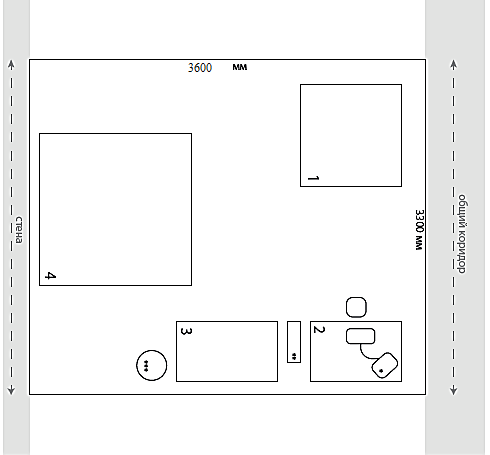 3600 мм
1
3300 мм
общий коридор
стена
4
3
**
2
***
*